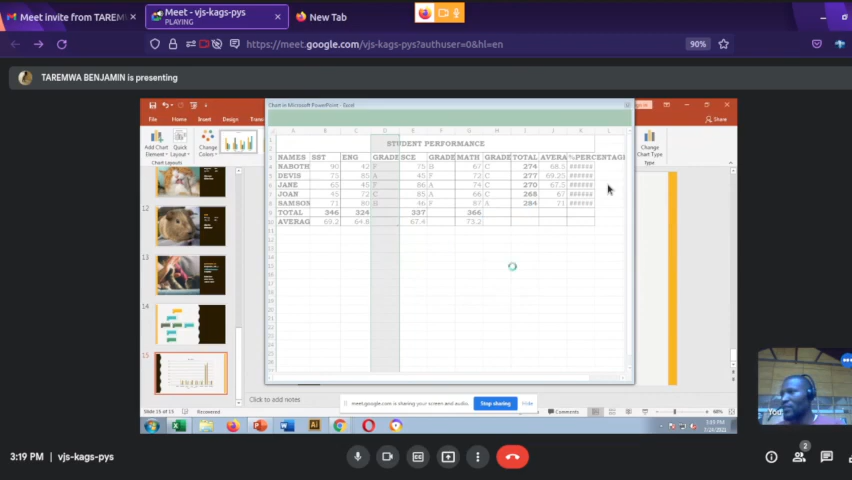 Meet invite from TAREMW
Meet - vjs-kags-pys
PLAYING
New Tab
https://meet.google.com/vjs-kags-pys?authuser=0&hl=en
90%
TAREMWA BENJAMIN is presenting
Chart in Microsoft PowerPoint - Excel
File Home Insert Design Tran
Share
Add Chart Element
Quick Layout
Change Colors
Chart Layouts
Change Chart Type
Type
STUDENT PERFORMANCE
NAMES SST ENG GRADE SCE GRADE MATH GRADE TOTAL AVERA %PERCENTAGE
NABOTH 90 42 F 75 B 67 C 274 68.5 ######
DEVIS 75 85 A 45 F 72 C 277 69.25 ######
JANE 65 45 F 86 A 74 C 270 67.5 ######
JOAN 45 72 C 85 A 66 C 268 67 ######
SAMSON 71 80 B 46 F 87 A 284 71 ######
TOTAL 346 324 337 366
AVERAG 69.2 64.8 67.4 73.2
12
13
14
15
Click to add notes
meet.google.com is sharing your screen and audio.
Stop sharing
Hide
Slide 15 of 15
Recovered
Comments
68%
3:19 PM
vjs-kags-pys
You
2